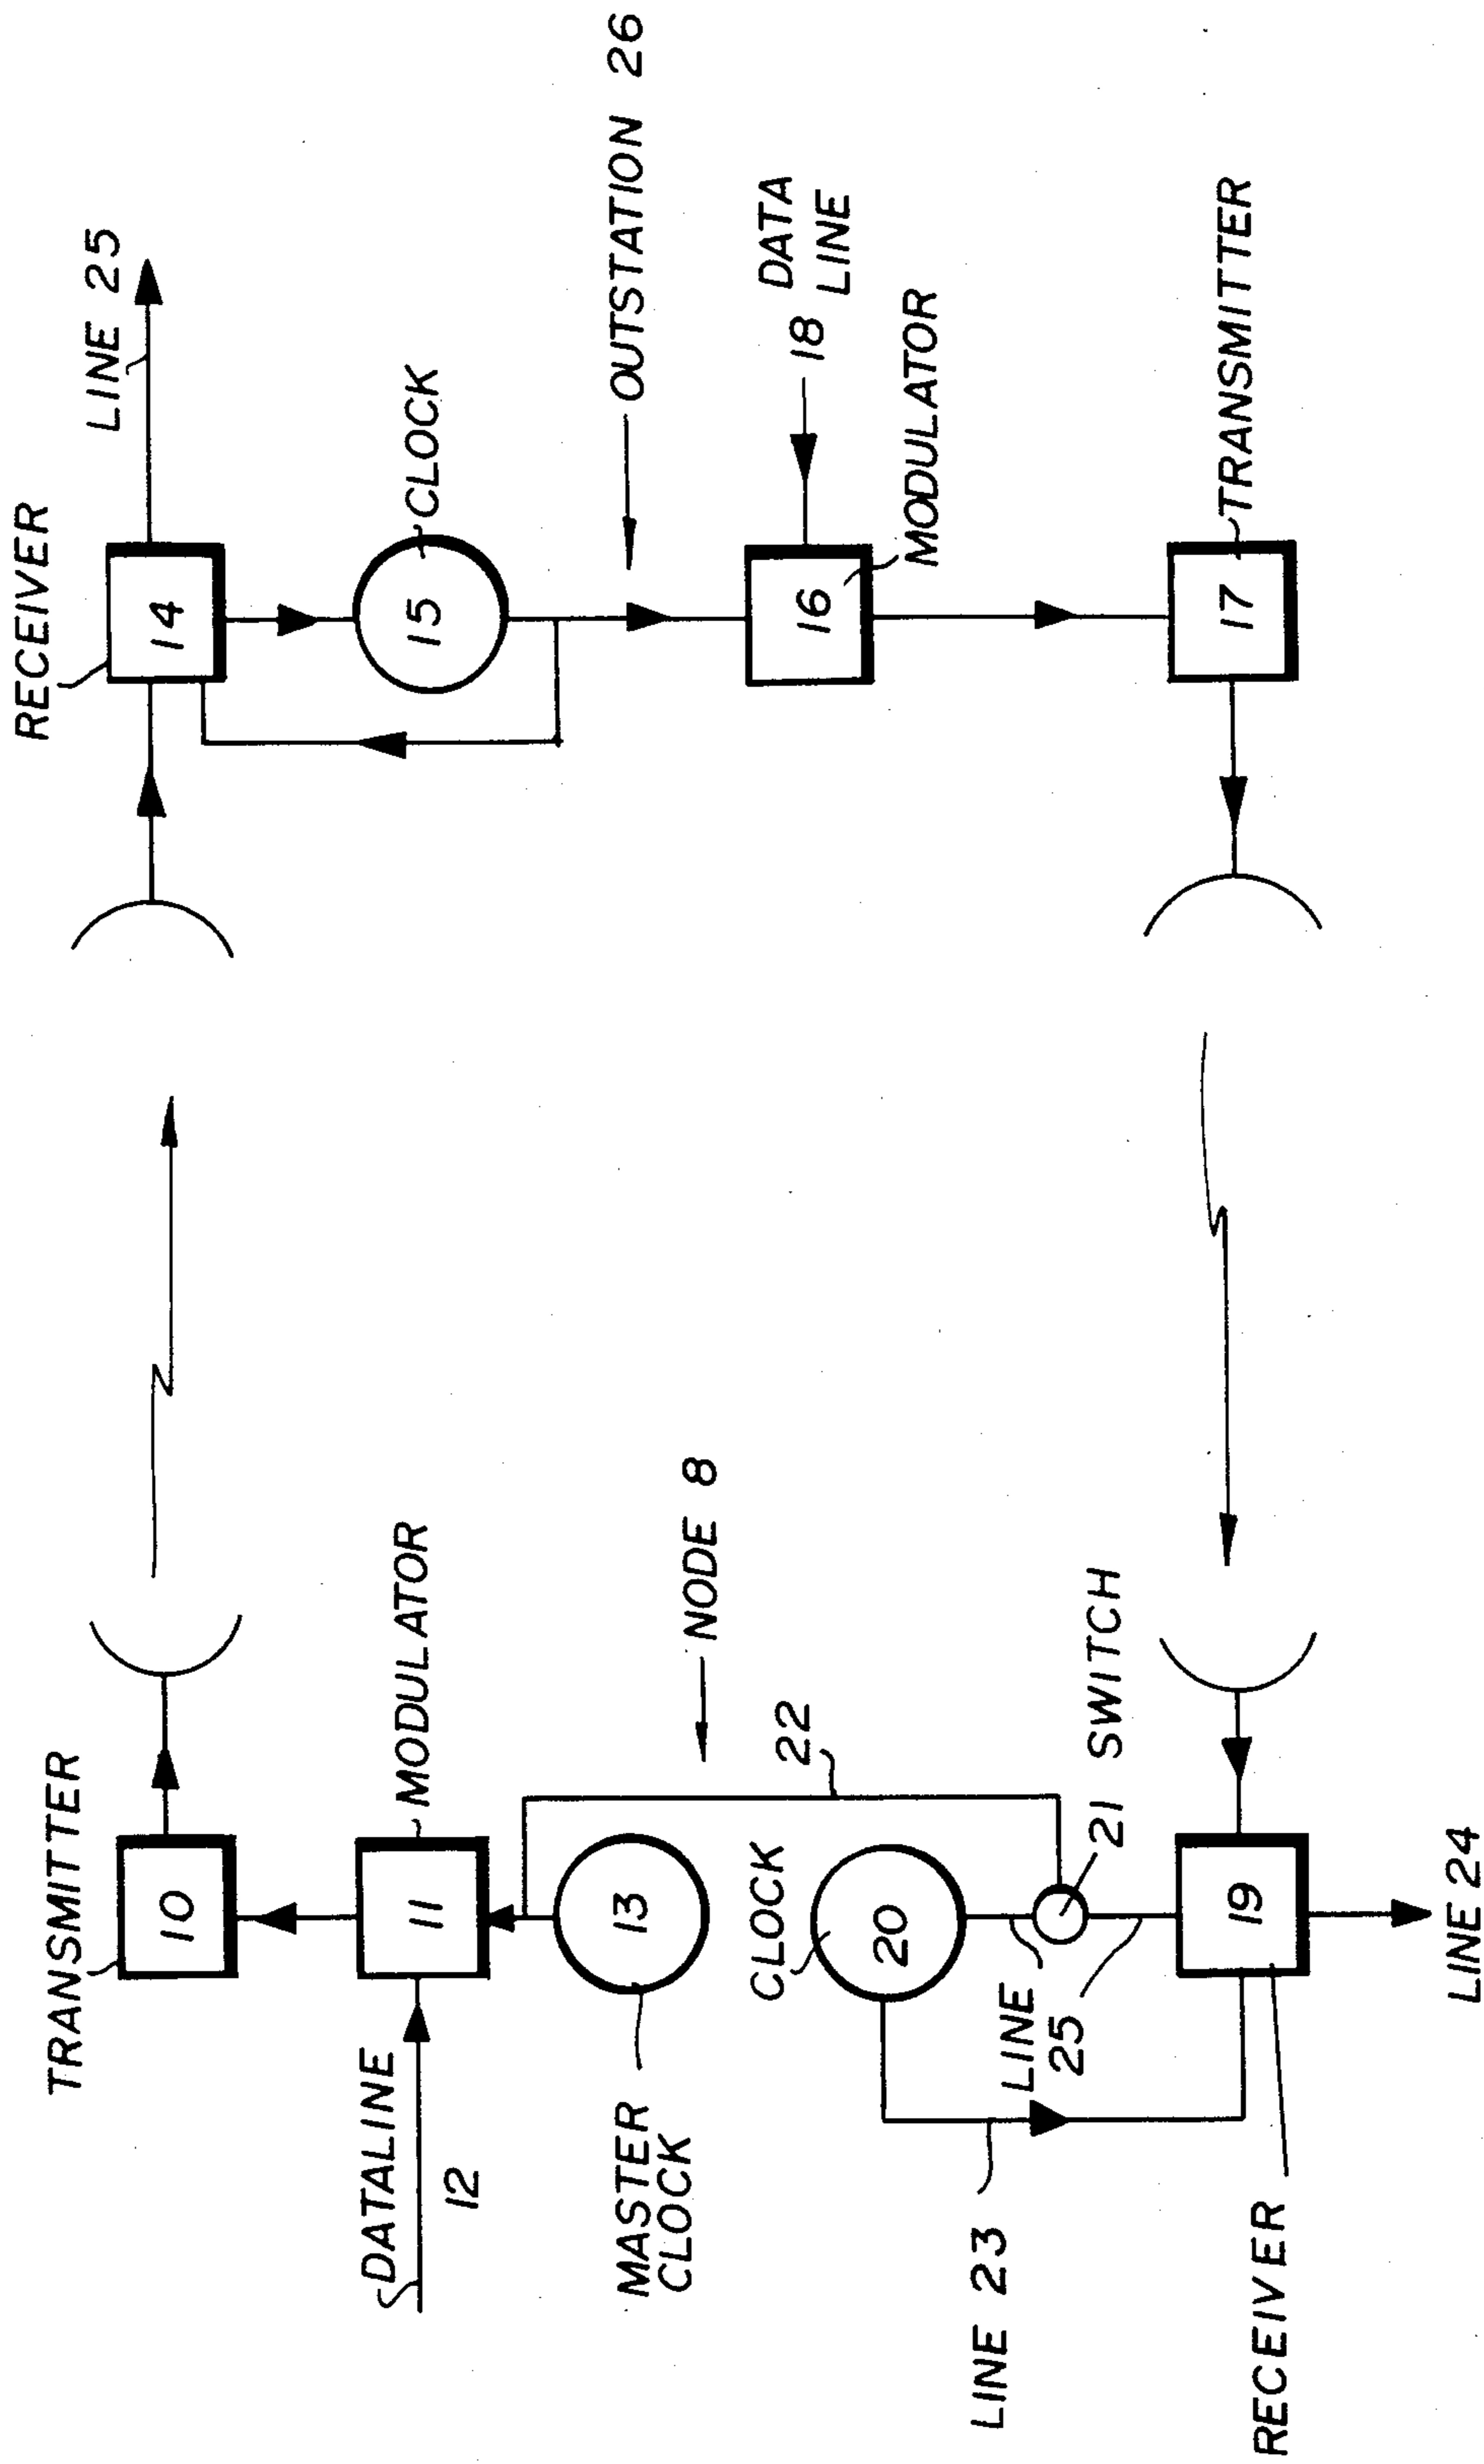 TRANSMITTER
10
DATALINE
12
11
MODULATOR
MASTER
CLOCK
13
NODE 8
22
CLOCK
20
LINE
25
21 SWITCH
LINE 23
19
RECEIVER
LINE 24
RECEIVER
14
LINE 25
15
CLOCK
OUTSTATION 26
18 DATA
LINE
16
MODULATOR
17
TRANSMITTER